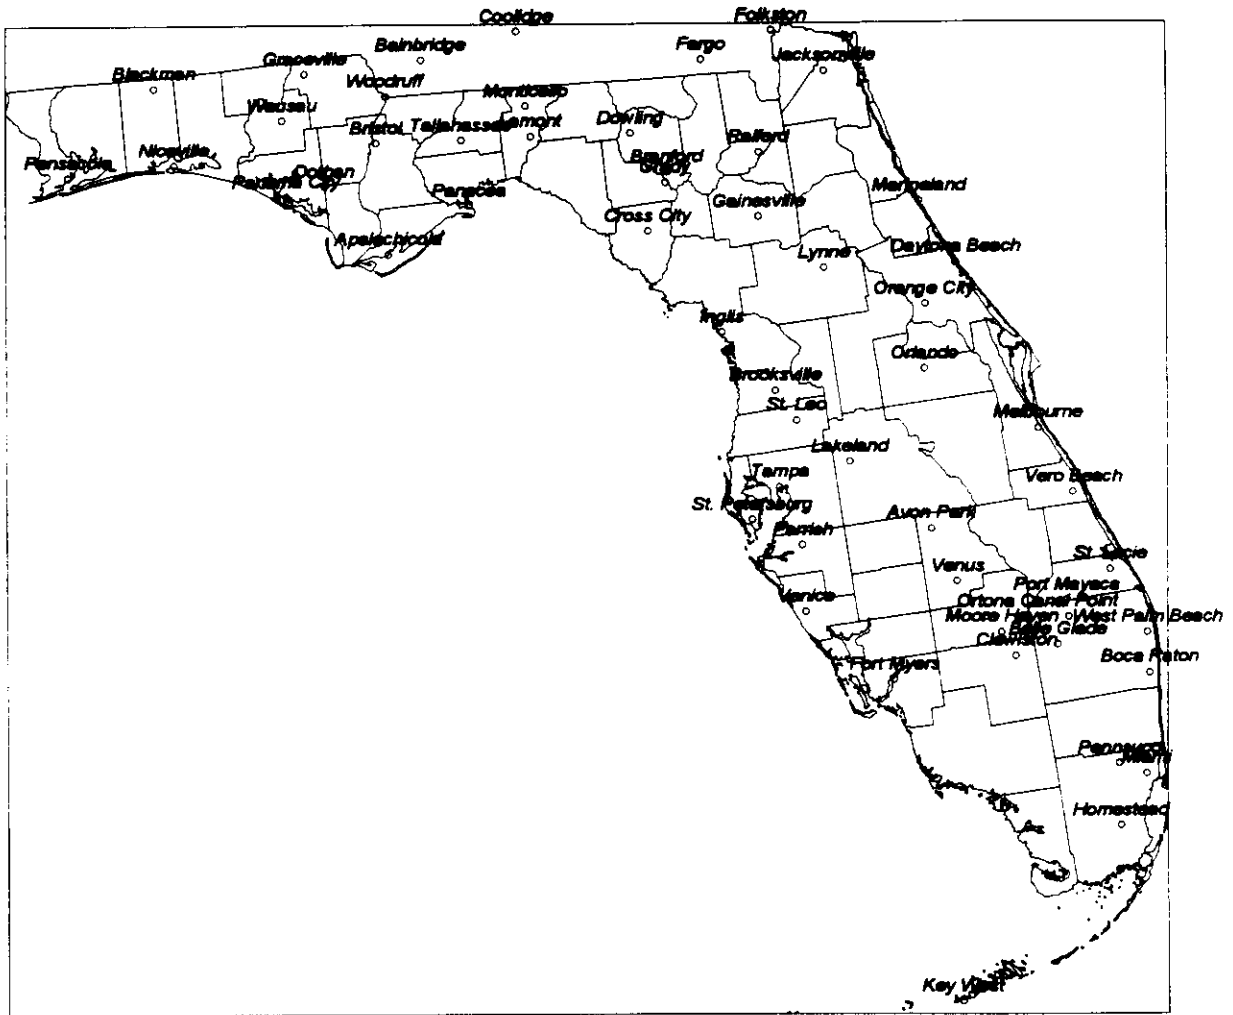 Coolidge
Folkston
Bainbridge
Fargo
Jacksonville
Graceville
Blackman
Woodruff
Monticello
Wausau
Bristol
Tallahassee
Lamont
Dowling
Raiford
Niceville
Pensacola
Branford
Panama City
Panacea
Marineland
Gainesville
Cross City
Apalachicola
Daytona Beach
Lynne
Orange City
Inglis
Orlando
Brooksville
St. Leo
Melbourne
Lakeland
Tampa
Vero Beach
St. Petersburg
Avon Park
Parrish
St. Lucie
Venus
Port Mayaca
Venice
Ortona Canal Point
Moore Haven
West Palm Beach
Belle Glade
Clewiston
Boca Raton
Fort Myers
Pennsuco
Miami
Homestead
Key West